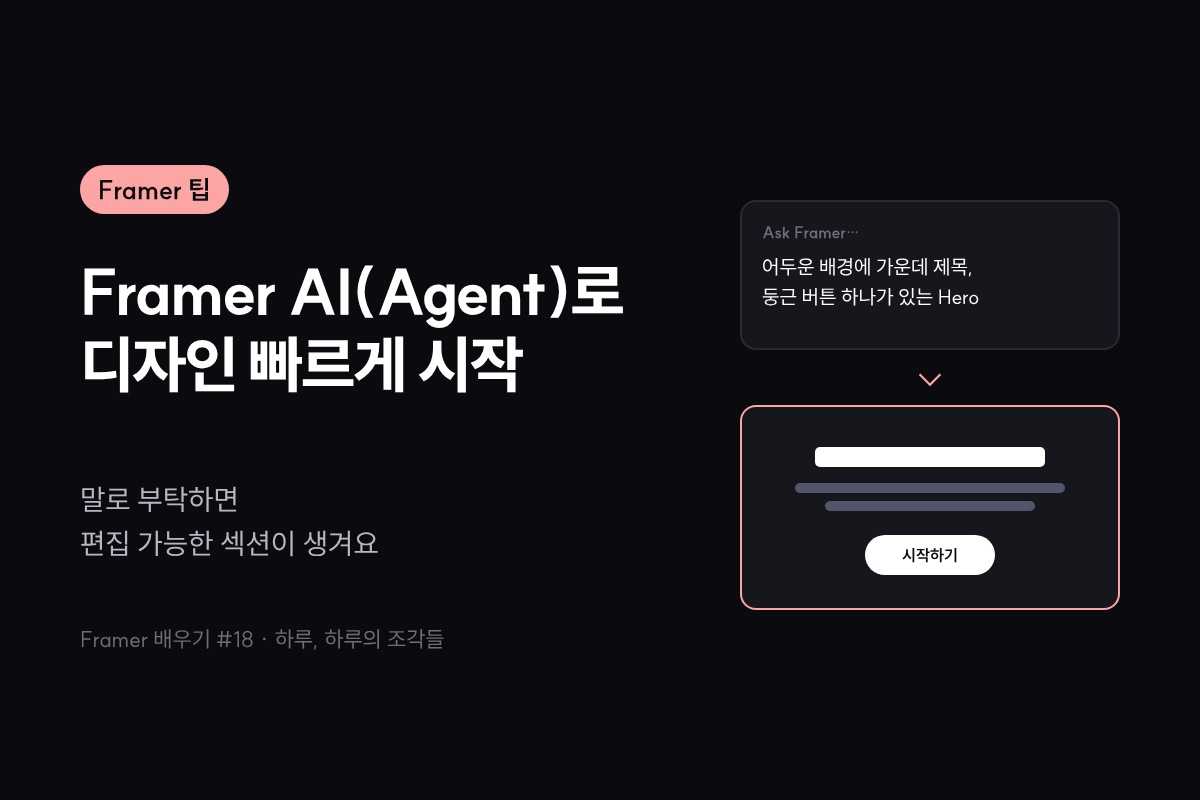 Framer 팁
Framer AI(Agent)로
디자인 빠르게 시작
말로 부탁하면
편집 가능한 섹션이 생겨요
Framer 배우기 #18 · 하루, 하루의 조각들
Ask Framer…
어두운 배경에 가운데 제목,
둥근 버튼 하나가 있는 Hero
시작하기